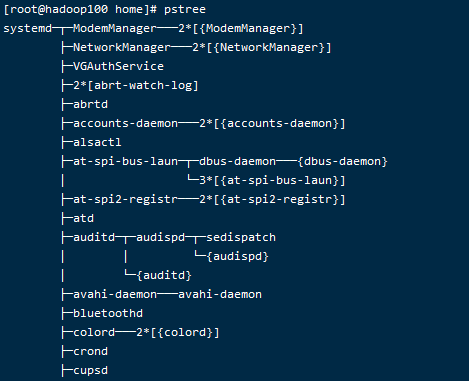 [root@hadoop100 home]# pstree
systemd─┬─ModemManager───2*[{ModemManager}]
        ├─NetworkManager───2*[{NetworkManager}]
        ├─VGAuthService
        ├─2*[abrt-watch-log]
        ├─abrtd
        ├─accounts-daemon───2*[{accounts-daemon}]
        ├─alsactl
        ├─at-spi-bus-laun─┬─dbus-daemon───{dbus-daemon}
        │                 └─3*[{at-spi-bus-laun}]
        ├─at-spi2-registr───2*[{at-spi2-registr}]
        ├─atd
        ├─auditd─┬─audispd─┬─sedispatch
        │        │         └─{audispd}
        │        └─{auditd}
        ├─avahi-daemon───avahi-daemon
        ├─bluetoothd
        ├─colord───2*[{colord}]
        ├─crond
        ├─cupsd